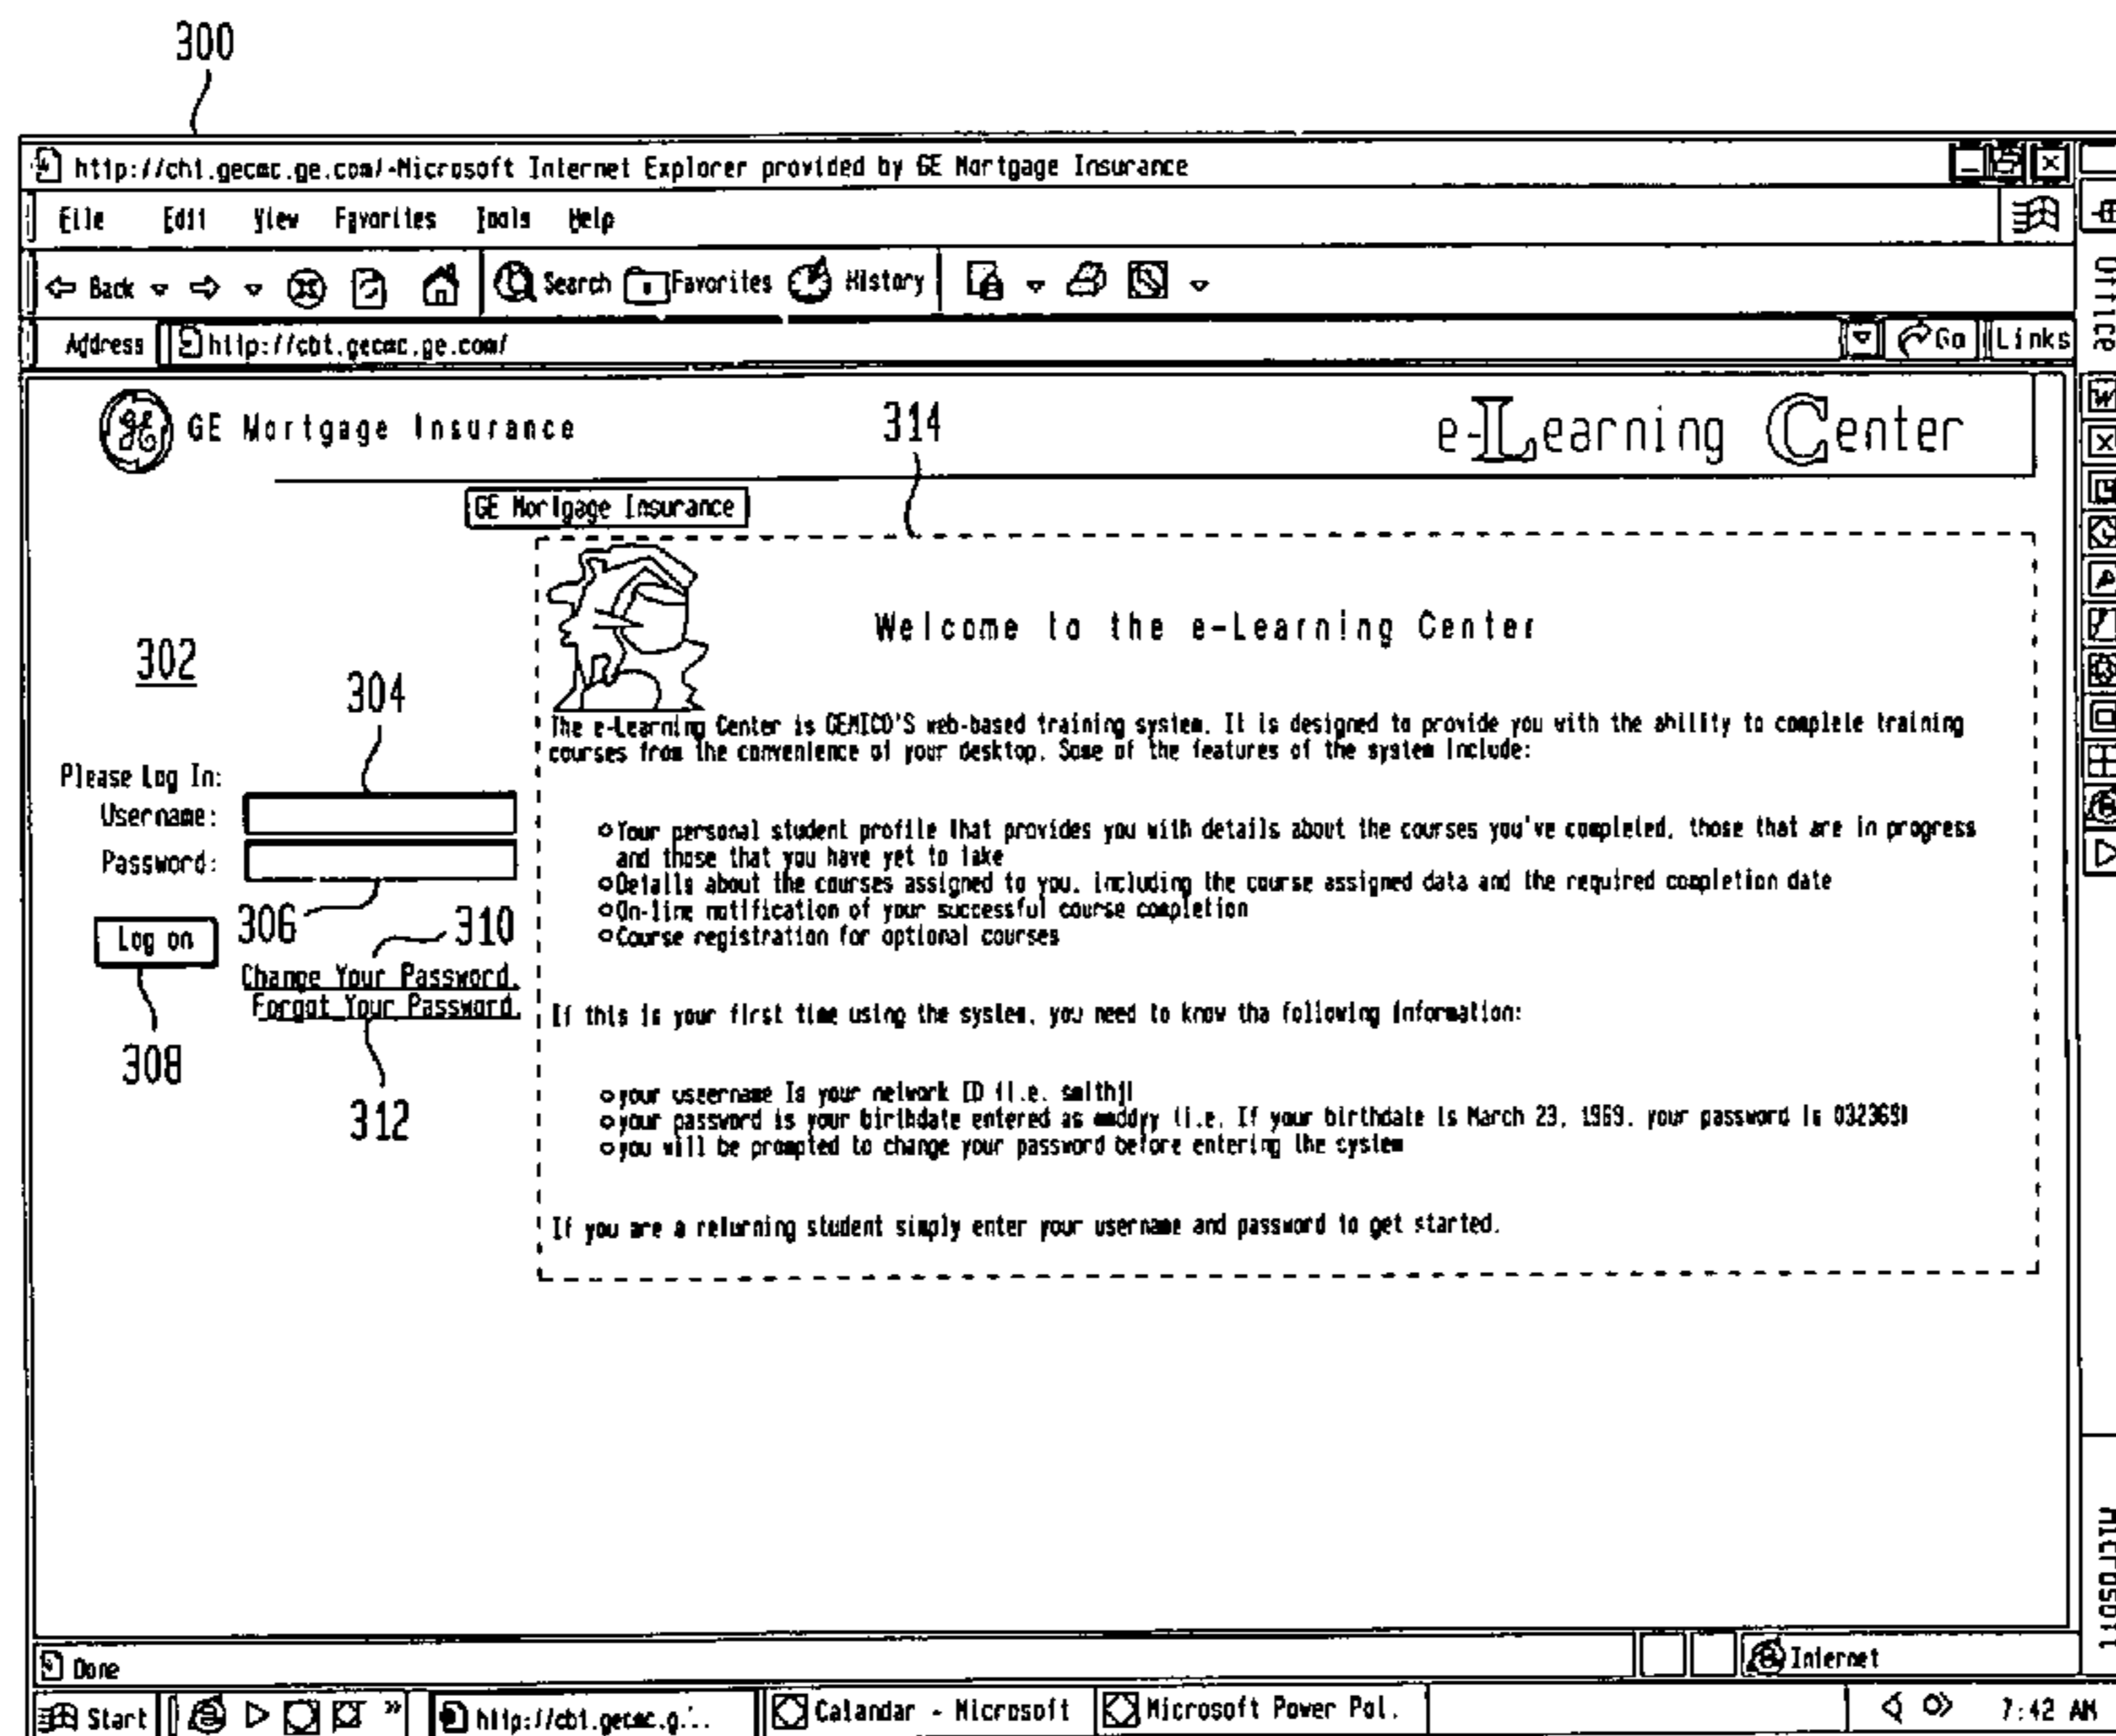 300
http://cht.gecmc.ge.com/-Microsoft Internet Explorer provided by GE Mortgage Insurance
File Edit View Favorites Tools Help
Back Search Favorites History
Office
Address http://cbt.gecmc.ge.com/ Go Links
GE Mortgage Insurance
314
e-Learning Center
GE Mortgage Insurance
302
304
Please Log In:
Username:
Password:
306
310
Log on
Change Your Password.
Forgot Your Password.
308
312
Welcome to the e-Learning Center
The e-Learning Center is GEMICO'S web-based training system. It is designed to provide you with the ahillity to complete training
courses from the convenience of your desktop. Some of the features of the system include:
Your personal student profile that provides you with details about the courses you've completed, those that are in progress
and those that you have yet to take
Details about the courses assigned to you, including the course assigned data and the required completion date
On-line notification of your successful course completion
Course registration for optional courses
If this is your first time using the system, you need to know tha following information:
your useername Is your network ID (i.e. smithj)
your password is your birthdate entered as mmddyy (i.e. If your birthdate is March 23, 1969. your password is 032369)
you will be prompted to change your password before entering the system
If you are a returning student simply enter your username and password to get started.
Microsoft
Done Internet
Start http://cbt.gecmc.g... Calandar - Microsoft Microsoft Power Poi. 7:42 AM